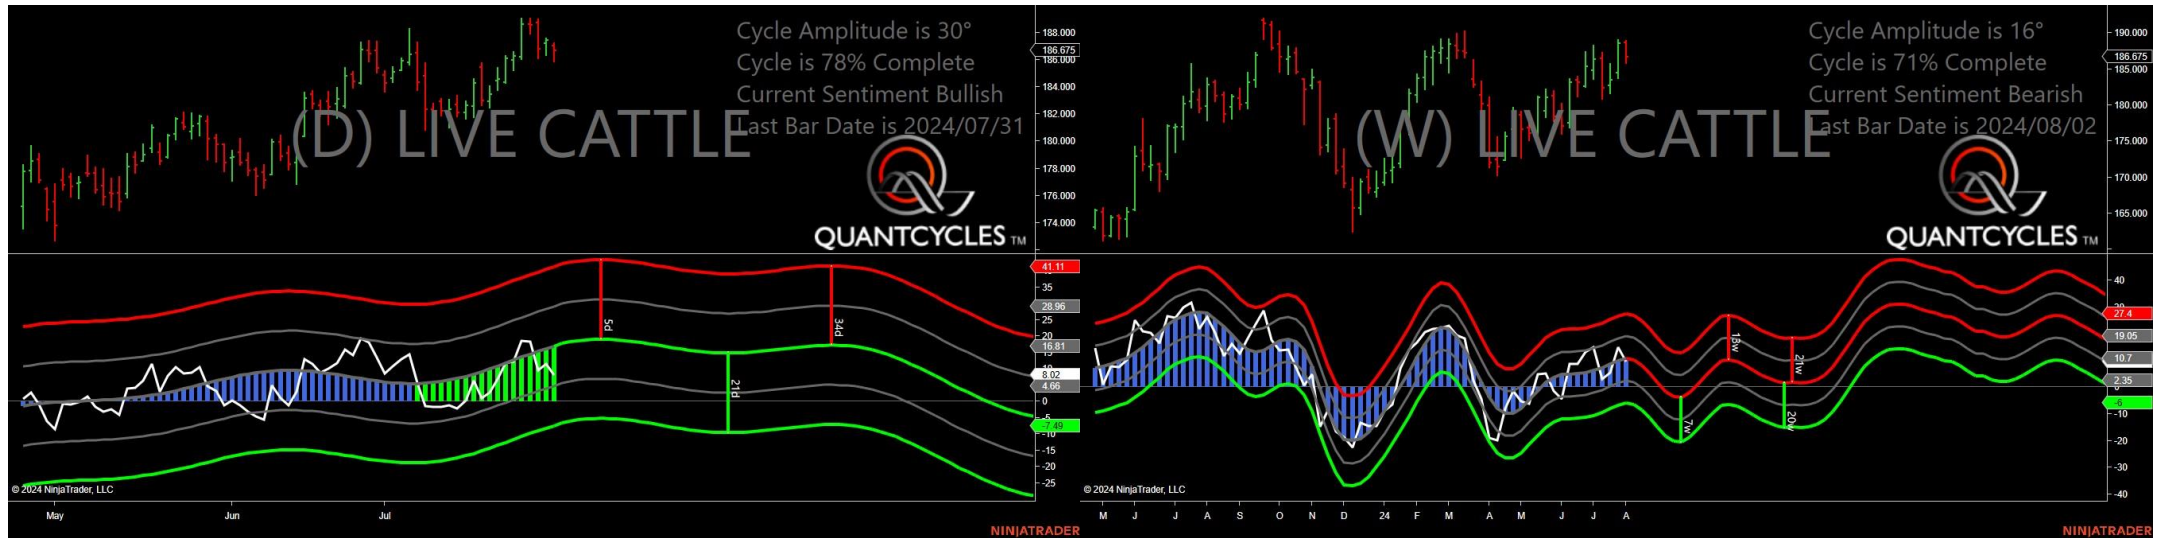 Cycle Amplitude is 30°
Cycle is 78% Complete
Current Sentiment Bullish
Last Bar Date is 2024/07/31
(D) LIVE CATTLE
QUANTCYCLES TM
188.000
186.675
186.000
184.000
182.000
180.000
178.000
176.000
174.000
41.11
35
28.96
25
20
16.81
8.02
4.66
0
-5
-7.49
-10
-15
-20
-25
5d
21d
34d
© 2024 NinjaTrader, LLC
May Jun Jul
NINJATRADER
Cycle Amplitude is 16°
Cycle is 71% Complete
Current Sentiment Bearish
Last Bar Date is 2024/08/02
(W) LIVE CATTLE
QUANTCYCLES TM
190.000
186.675
185.000
180.000
175.000
170.000
165.000
40
27.4
19.05
10.7
2.35
-6
-10
-20
-30
-40
7w
18w
20w
21w
© 2024 NinjaTrader, LLC
M J J A S O N D 24 F M A M J J A
NINJATRADER